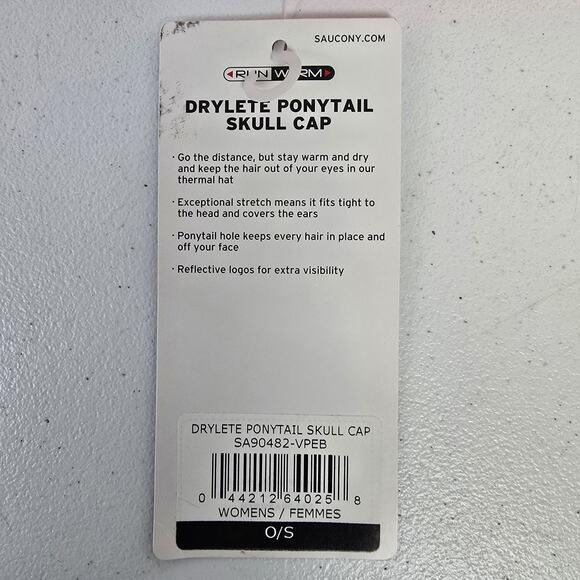 SAUCONY.COM
RUN WARM
DRYLETE PONYTAIL
SKULL CAP
· Go the distance, but stay warm and dry
and keep the hair out of your eyes in our
thermal hat
· Exceptional stretch means it fits tight to
the head and covers the ears
· Ponytail hole keeps every hair in place and
off your face
· Reflective logos for extra visibility
DRYLETE PONYTAIL SKULL CAP
SA90482-VPEB
0 44212 64025 8
WOMENS / FEMMES
O/S